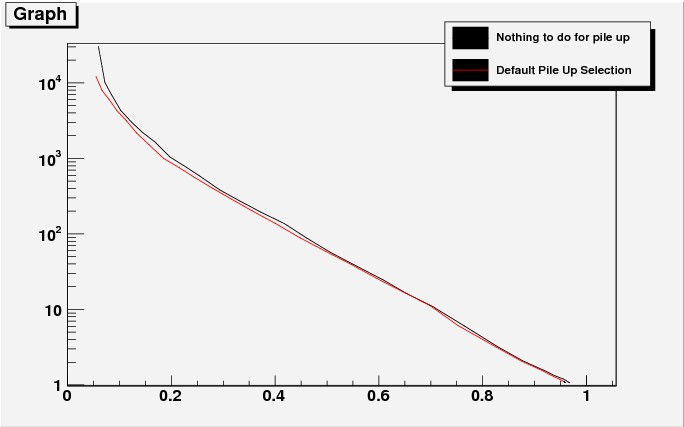 Graph
Nothing to do for pile up
Default Pile Up Selection
10⁴
10³
10²
10
1
0 0.2 0.4 0.6 0.8 1